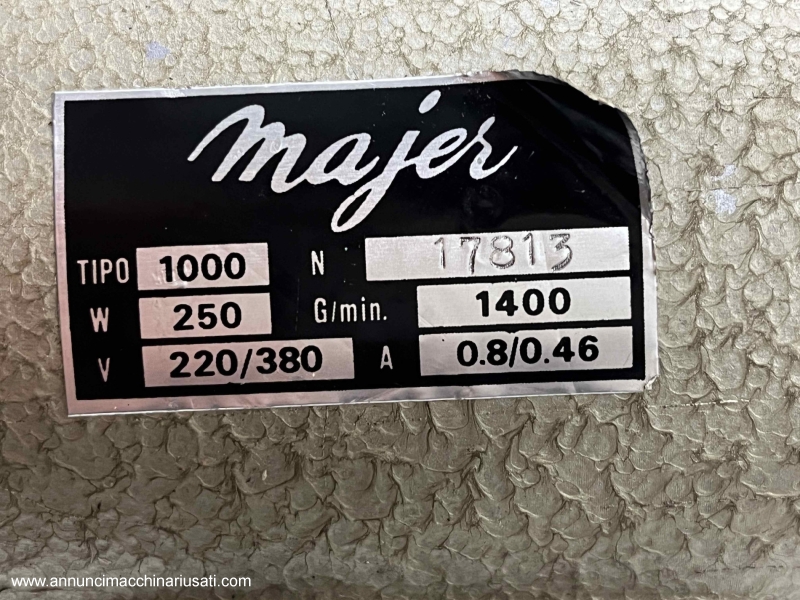 majer
TIPO 1000 N 17813
W 250 G/min. 1400
V 220/380 A 0.8/0.46
www.annuncimacchinariusati.com